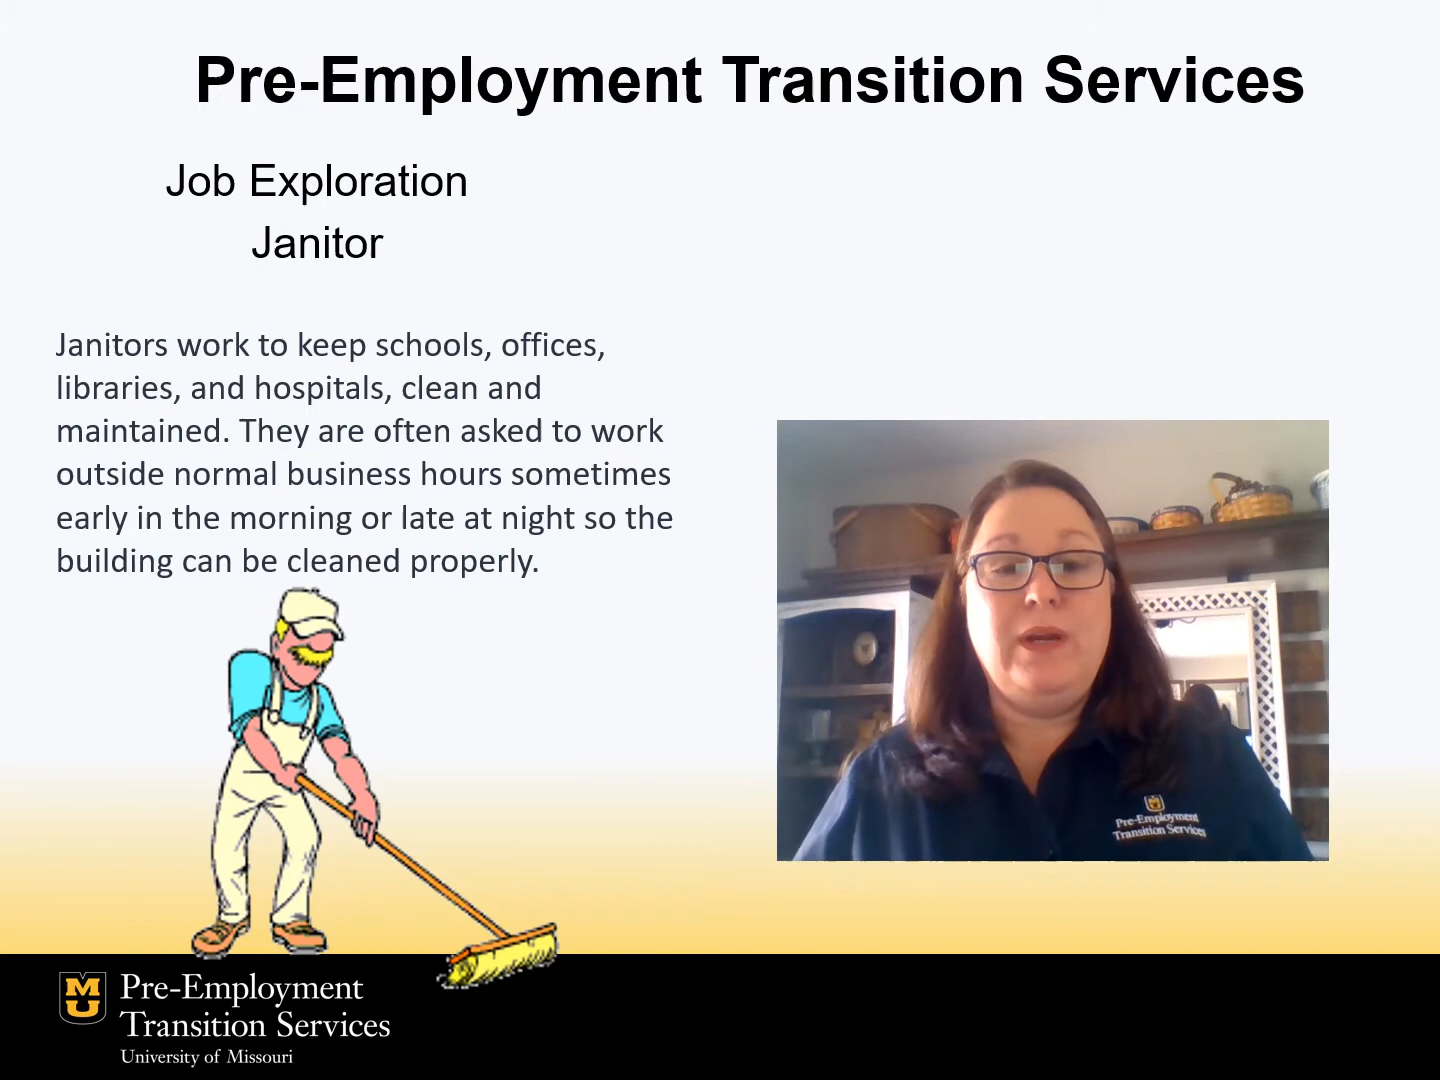 Pre-Employment Transition Services
Job Exploration
Janitor
Janitors work to keep schools, offices,
libraries, and hospitals, clean and
maintained. They are often asked to work
outside normal business hours sometimes
early in the morning or late at night so the
building can be cleaned properly.
Pre-Employment
Transition Services
MU
Pre-Employment
Transition Services
University of Missouri